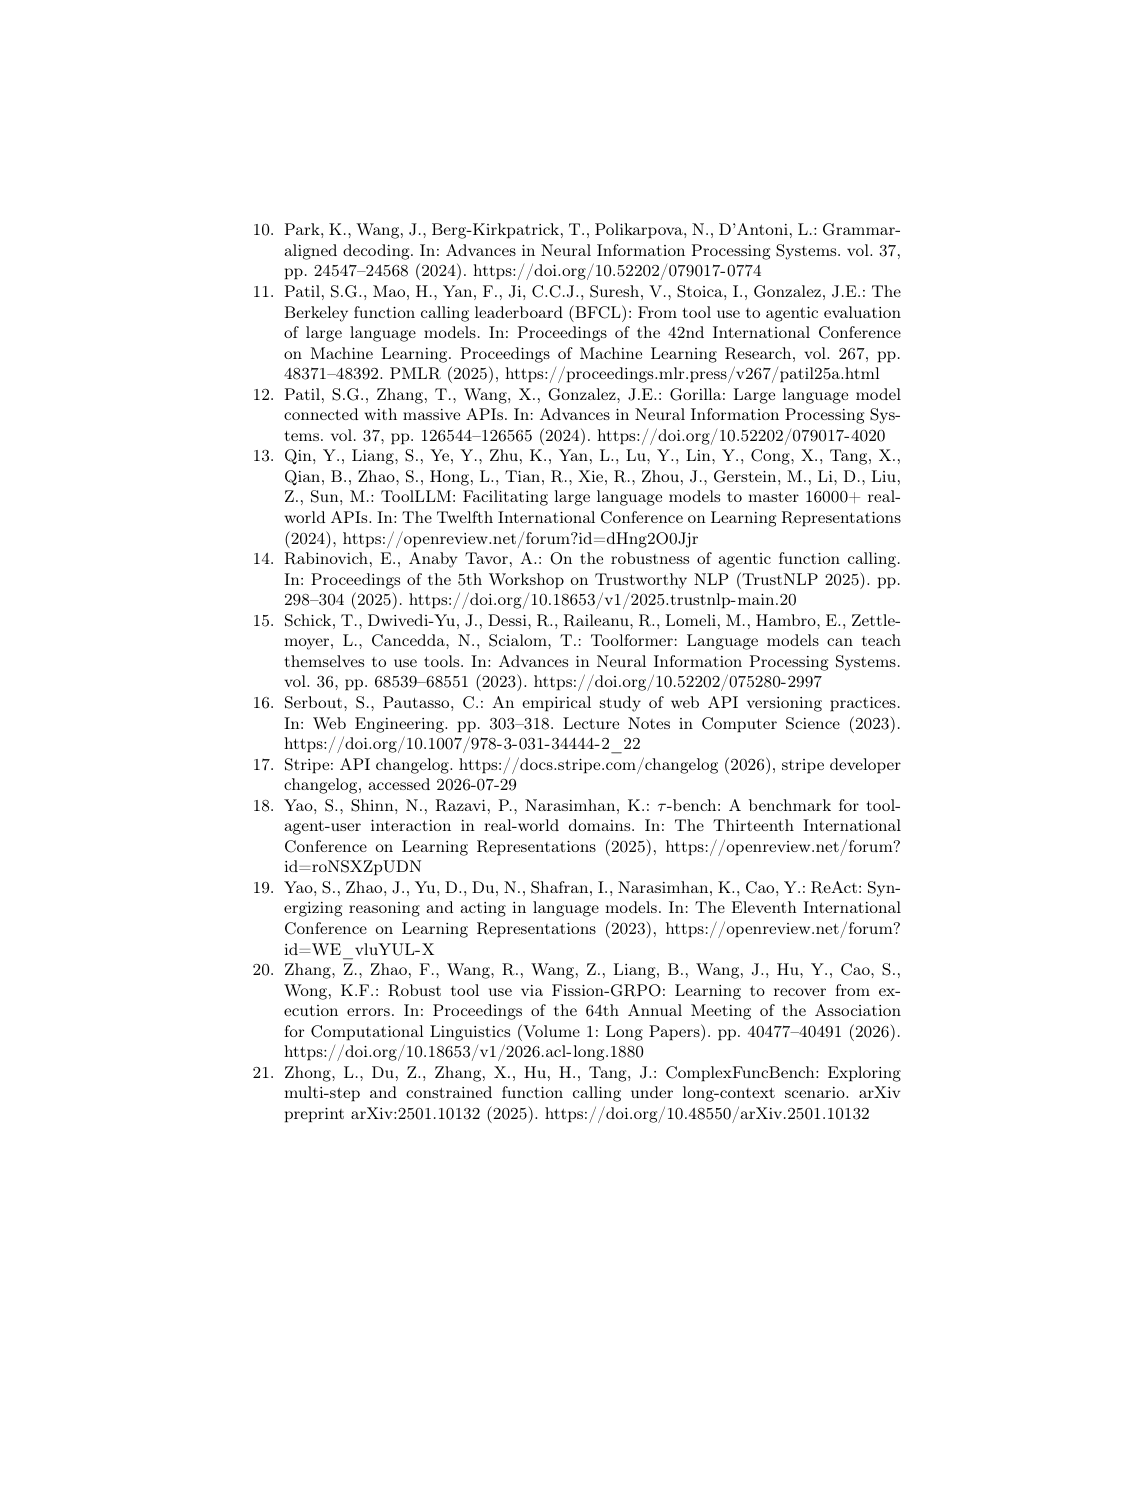 10. Park, K., Wang, J., Berg-Kirkpatrick, T., Polikarpova, N., D'Antoni, L.: Grammar-
aligned decoding. In: Advances in Neural Information Processing Systems. vol. 37,
pp. 24547–24568 (2024). https://doi.org/10.52202/079017-0774
11. Patil, S.G., Mao, H., Yan, F., Ji, C.C.J., Suresh, V., Stoica, I., Gonzalez, J.E.: The
Berkeley function calling leaderboard (BFCL): From tool use to agentic evaluation
of large language models. In: Proceedings of the 42nd International Conference
on Machine Learning. Proceedings of Machine Learning Research, vol. 267, pp.
48371–48392. PMLR (2025), https://proceedings.mlr.press/v267/patil25a.html
12. Patil, S.G., Zhang, T., Wang, X., Gonzalez, J.E.: Gorilla: Large language model
connected with massive APIs. In: Advances in Neural Information Processing Sys-
tems. vol. 37, pp. 126544–126565 (2024). https://doi.org/10.52202/079017-4020
13. Qin, Y., Liang, S., Ye, Y., Zhu, K., Yan, L., Lu, Y., Lin, Y., Cong, X., Tang, X.,
Qian, B., Zhao, S., Hong, L., Tian, R., Xie, R., Zhou, J., Gerstein, M., Li, D., Liu,
Z., Sun, M.: ToolLLM: Facilitating large language models to master 16000+ real-
world APIs. In: The Twelfth International Conference on Learning Representations
(2024), https://openreview.net/forum?id=dHng2O0Jjr
14. Rabinovich, E., Anaby Tavor, A.: On the robustness of agentic function calling.
In: Proceedings of the 5th Workshop on Trustworthy NLP (TrustNLP 2025). pp.
298–304 (2025). https://doi.org/10.18653/v1/2025.trustnlp-main.20
15. Schick, T., Dwivedi-Yu, J., Dessi, R., Raileanu, R., Lomeli, M., Hambro, E., Zettle-
moyer, L., Cancedda, N., Scialom, T.: Toolformer: Language models can teach
themselves to use tools. In: Advances in Neural Information Processing Systems.
vol. 36, pp. 68539–68551 (2023). https://doi.org/10.52202/075280-2997
16. Serbout, S., Pautasso, C.: An empirical study of web API versioning practices.
In: Web Engineering. pp. 303–318. Lecture Notes in Computer Science (2023).
https://doi.org/10.1007/978-3-031-34444-2_22
17. Stripe: API changelog. https://docs.stripe.com/changelog (2026), stripe developer
changelog, accessed 2026-07-29
18. Yao, S., Shinn, N., Razavi, P., Narasimhan, K.: τ-bench: A benchmark for tool-
agent-user interaction in real-world domains. In: The Thirteenth International
Conference on Learning Representations (2025), https://openreview.net/forum?
id=roNSXZpUDN
19. Yao, S., Zhao, J., Yu, D., Du, N., Shafran, I., Narasimhan, K., Cao, Y.: ReAct: Syn-
ergizing reasoning and acting in language models. In: The Eleventh International
Conference on Learning Representations (2023), https://openreview.net/forum?
id=WE_vluYUL-X
20. Zhang, Z., Zhao, F., Wang, R., Wang, Z., Liang, B., Wang, J., Hu, Y., Cao, S.,
Wong, K.F.: Robust tool use via Fission-GRPO: Learning to recover from ex-
ecution errors. In: Proceedings of the 64th Annual Meeting of the Association
for Computational Linguistics (Volume 1: Long Papers). pp. 40477–40491 (2026).
https://doi.org/10.18653/v1/2026.acl-long.1880
21. Zhong, L., Du, Z., Zhang, X., Hu, H., Tang, J.: ComplexFuncBench: Exploring
multi-step and constrained function calling under long-context scenario. arXiv
preprint arXiv:2501.10132 (2025). https://doi.org/10.48550/arXiv.2501.10132